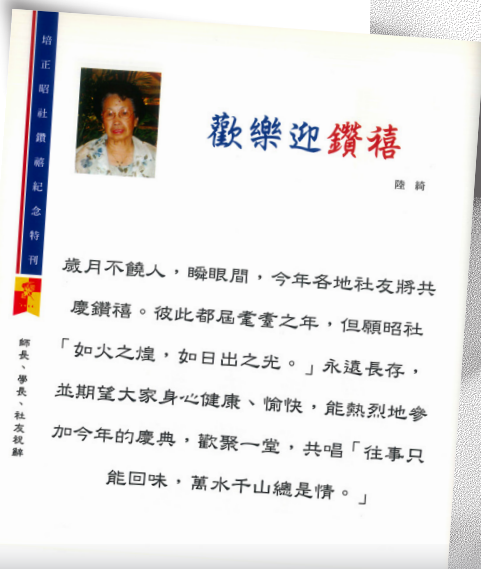 培正昭社鑽禧紀念特刊
師長、學長、社友祝辭
歡樂迎鑽禧
陸綺
歲月不饒人，瞬眼間，今年各地社友將共
慶鑽禧。彼此都屆耄耋之年，但願昭社
「如火之煌，如日出之光。」永遠長存，
並期望大家身心健康、愉快，能熱烈地參
加今年的慶典，歡聚一堂，共唱「往事只
能回味，萬水千山總是情。」